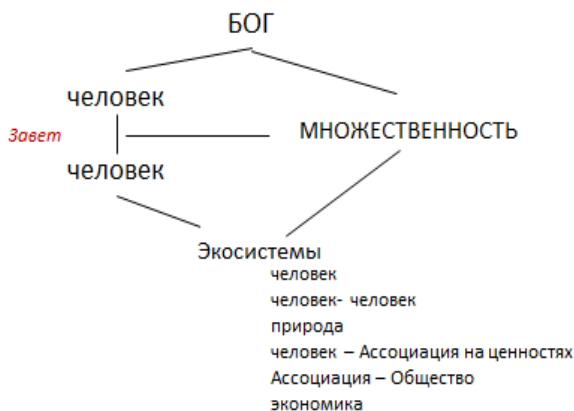 БОГ
человек
Завет
МНОЖЕСТВЕННОСТЬ
человек
Экосистемы
человек
человек- человек
природа
человек – Ассоциация на ценностях
Ассоциация – Общество
экономика